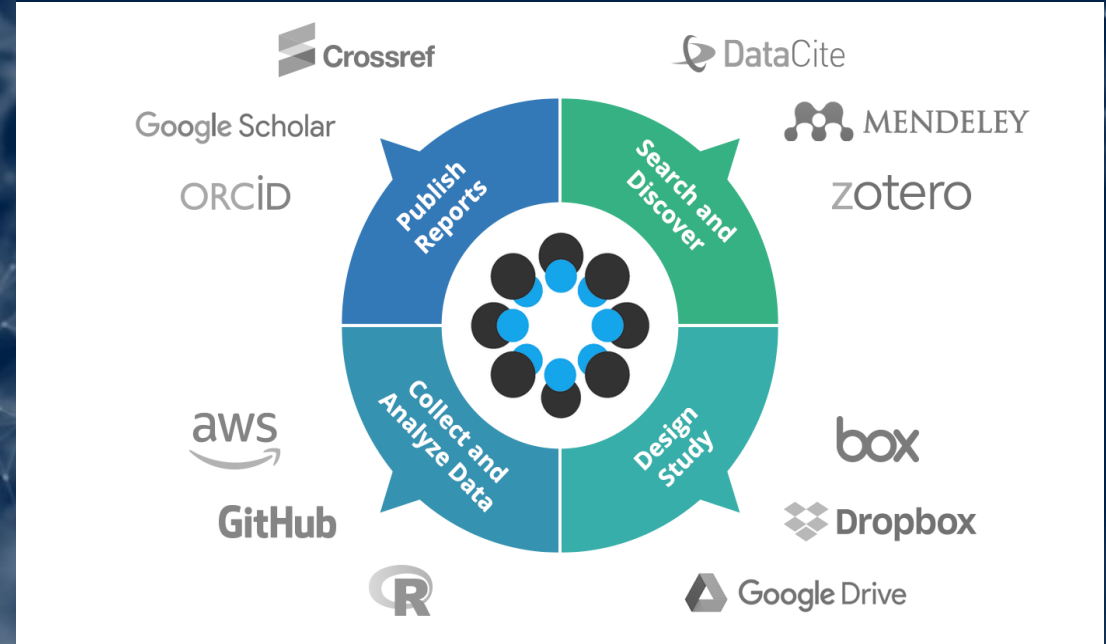 Crossref
DataCite
Google Scholar
MENDELEY
ORCID
zotero
Publish
Reports
Search and
Discover
Collect and
Analyze Data
Design
Study
aws
box
GitHub
Dropbox
R
Google Drive